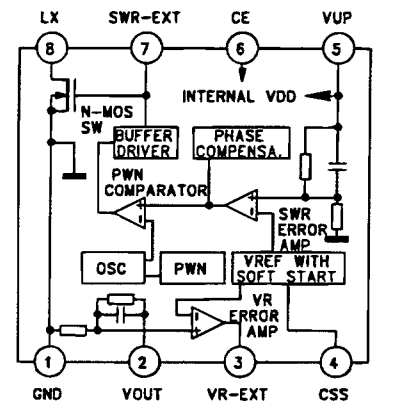 LX SWR-EXT CE VUP
8 7 6 5
INTERNAL VDD
N-MOS
SW
BUFFER
DRIVER
PHASE
COMPENSA.
PWN
COMPARATOR
SWR
ERROR
AMP
OSC
PWN
VREF WITH
SOFT START
VR
ERROR
AMP
1 2 3 4
GND VOUT VR-EXT CSS